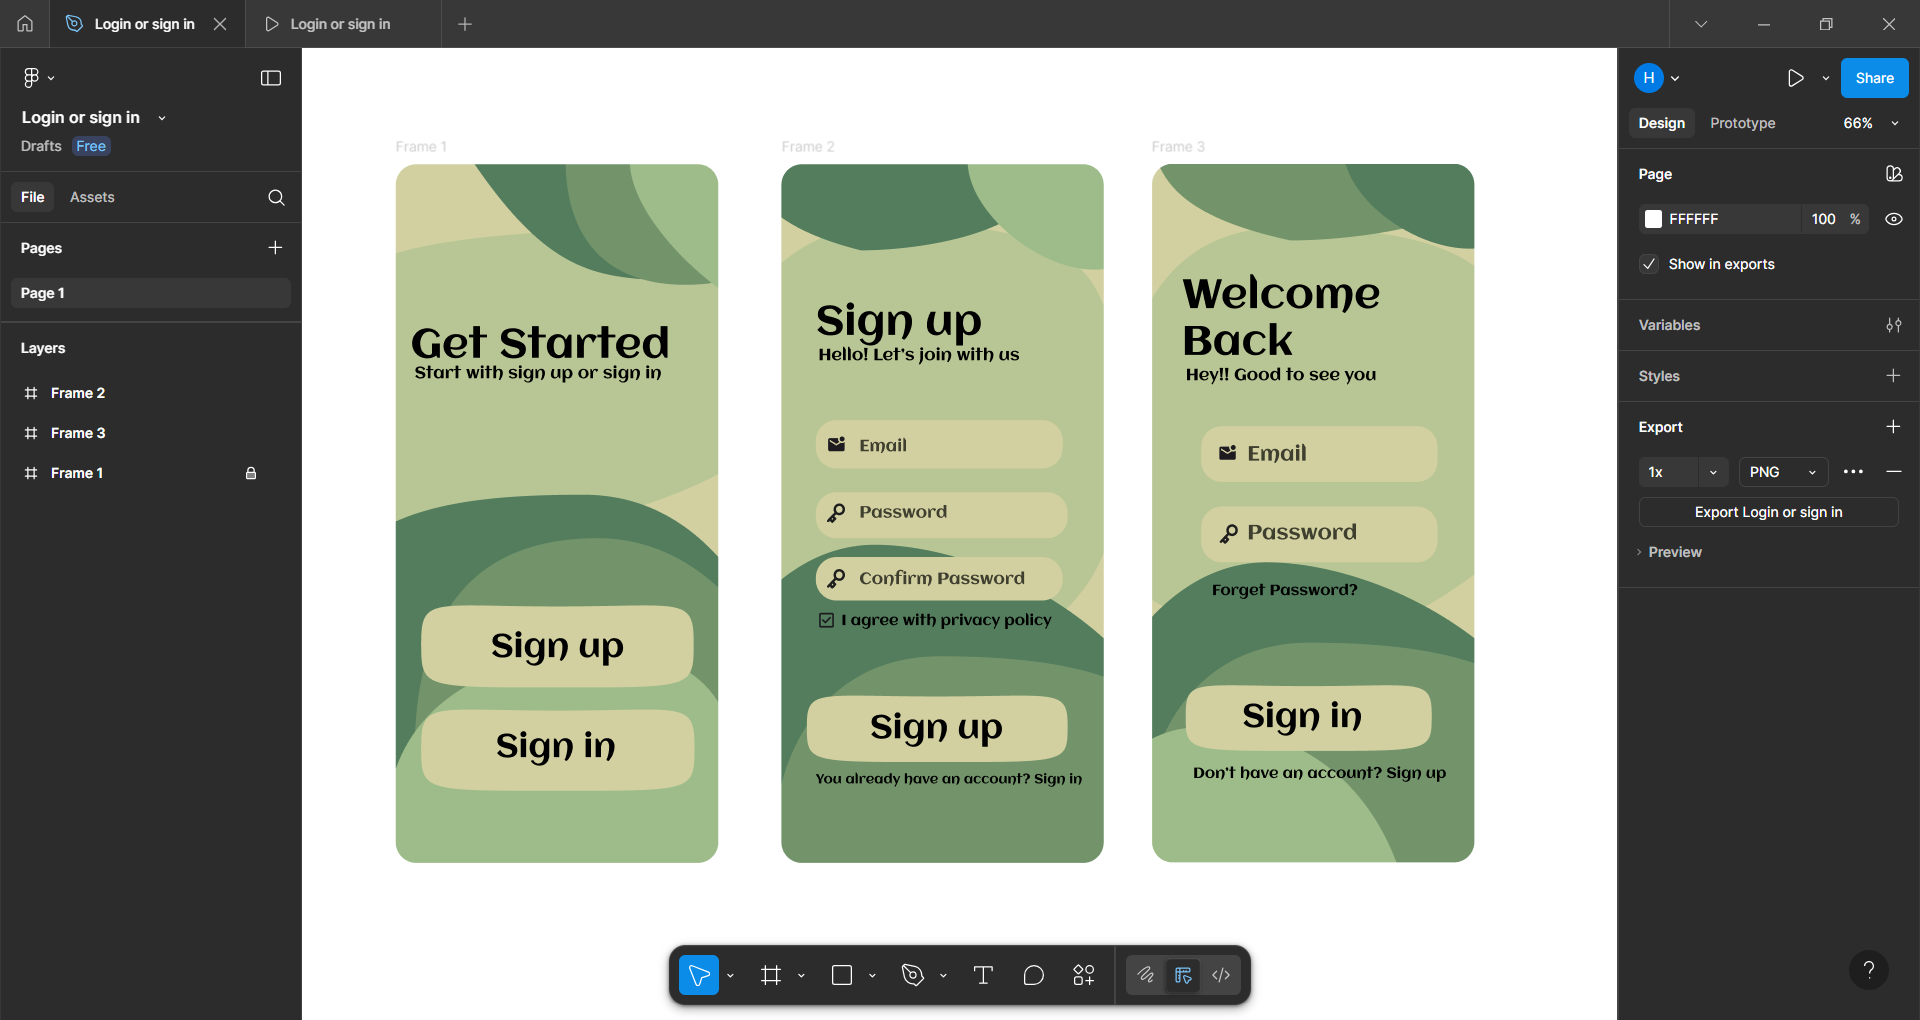 Login or sign in
Login or sign in
Login or sign in
Drafts Free
File Assets
Pages
Page 1
Layers
Frame 2
Frame 3
Frame 1
Frame 1
Get Started
Start with sign up or sign in
Sign up
Sign in
Frame 2
Sign up
Hello! Let's join with us
Email
Password
Confirm Password
I agree with privacy policy
Sign up
You already have an account? Sign in
Frame 3
Welcome
Back
Hey!! Good to see you
Email
Password
Forget Password?
Sign in
Don't have an account? Sign up
H
Share
Design Prototype 66%
Page
FFFFFF 100 %
Show in exports
Variables
Styles
Export
1x PNG
Export Login or sign in
Preview
?